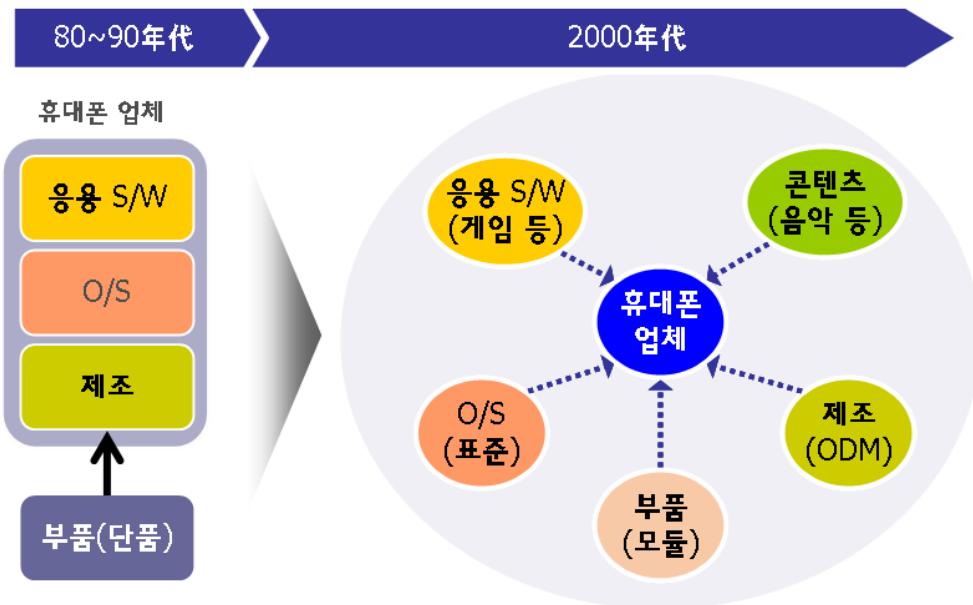 80~90年代
2000年代
휴대폰 업체
응용 S/W
O/S
제조
부품(단품)
응용 S/W
(게임 등)
콘텐츠
(음악 등)
휴대폰
업체
O/S
(표준)
제조
(ODM)
부품
(모듈)